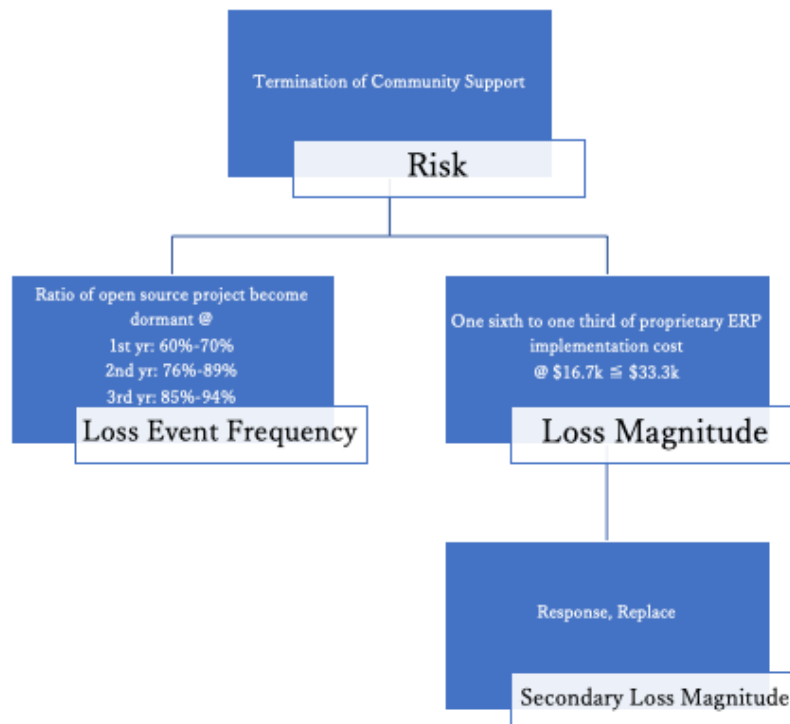 Termination of Community Support
Risk
Ratio of open source project become
dormant @
1st yr: 60%-70%
2nd yr: 76%-89%
3rd yr: 85%-94%
Loss Event Frequency
One sixth to one third of proprietary ERP
implementation cost
@ $16.7k ≦ $33.3k
Loss Magnitude
Response, Replace
Secondary Loss Magnitude